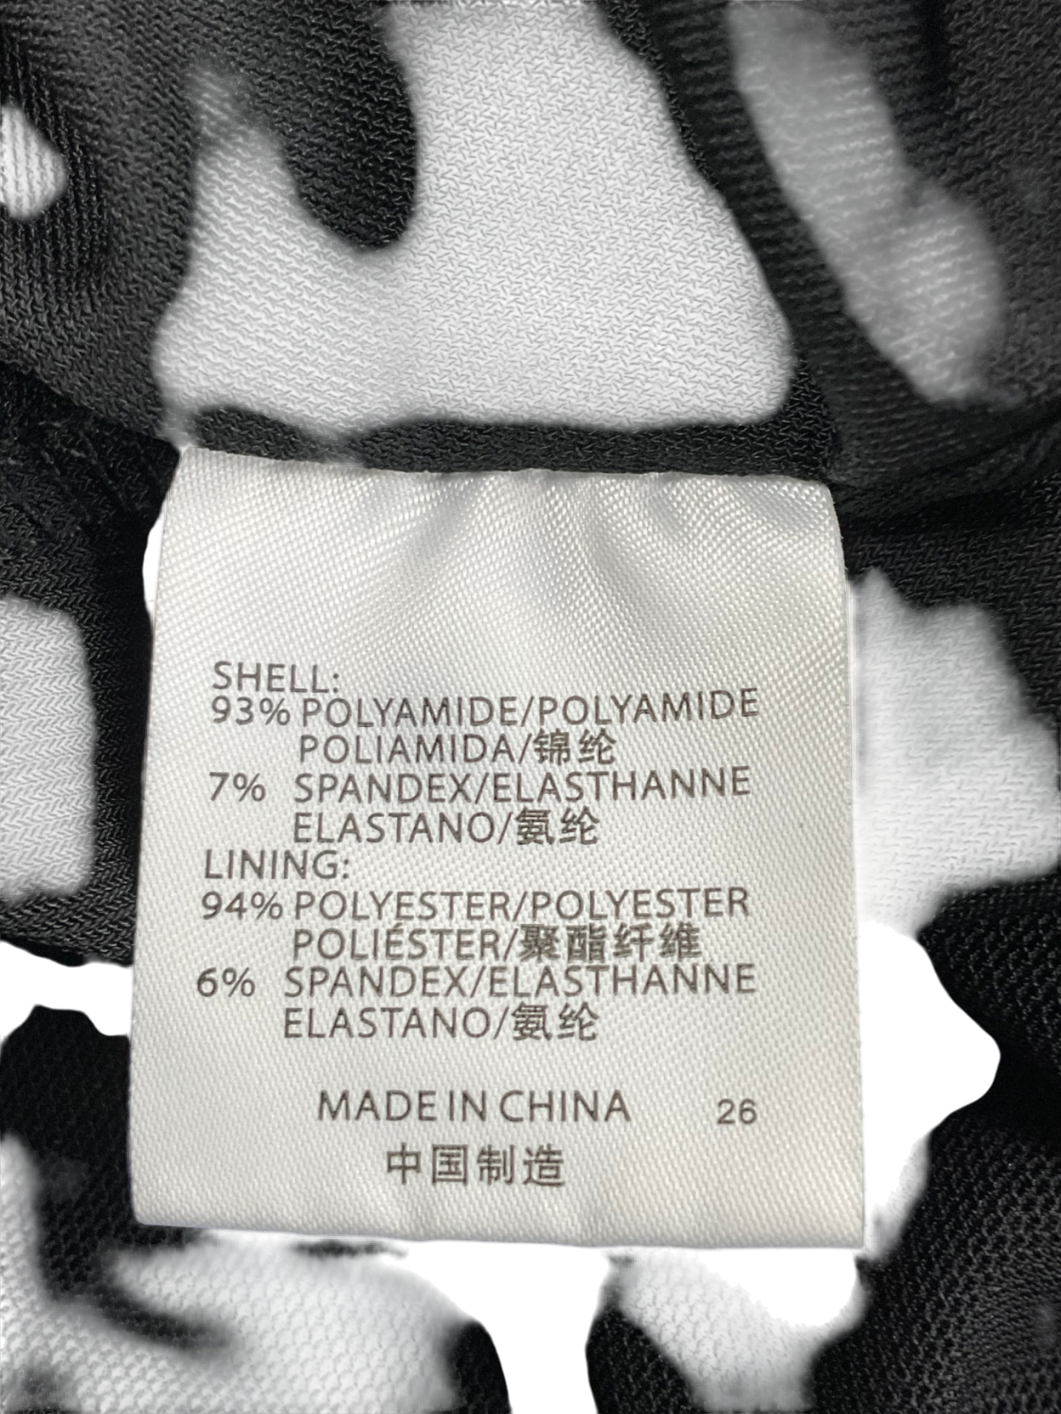 SHELL:
93% POLYAMIDE/POLYAMIDE
POLIAMIDA/锦纶
7% SPANDEX/ELASTHANNE
ELASTANO/氨纶
LINING:
94% POLYESTER/POLYESTER
POLIÉSTER/聚酯纤维
6% SPANDEX/ELASTHANNE
ELASTANO/氨纶
MADE IN CHINA 26
中国制造